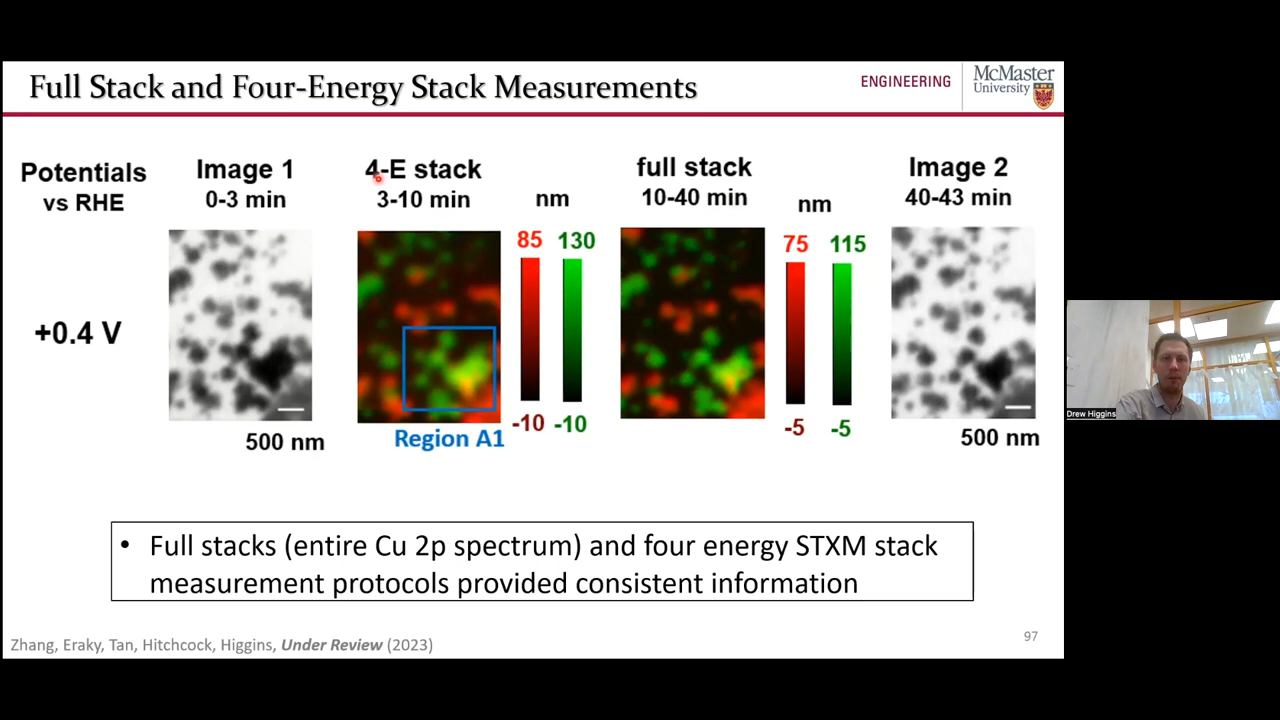 Full Stack and Four-Energy Stack Measurements
ENGINEERING
McMaster
University
Potentials
vs RHE
Image 1
0-3 min
4-E stack
3-10 min
nm
full stack
10-40 min
nm
Image 2
40-43 min
85
130
75
115
+0.4 V
-10
-10
-5
-5
Region A1
500 nm
500 nm
Drew Higgins
• Full stacks (entire Cu 2p spectrum) and four energy STXM stack
measurement protocols provided consistent information
Zhang, Eraky, Tan, Hitchcock, Higgins, Under Review (2023)
97